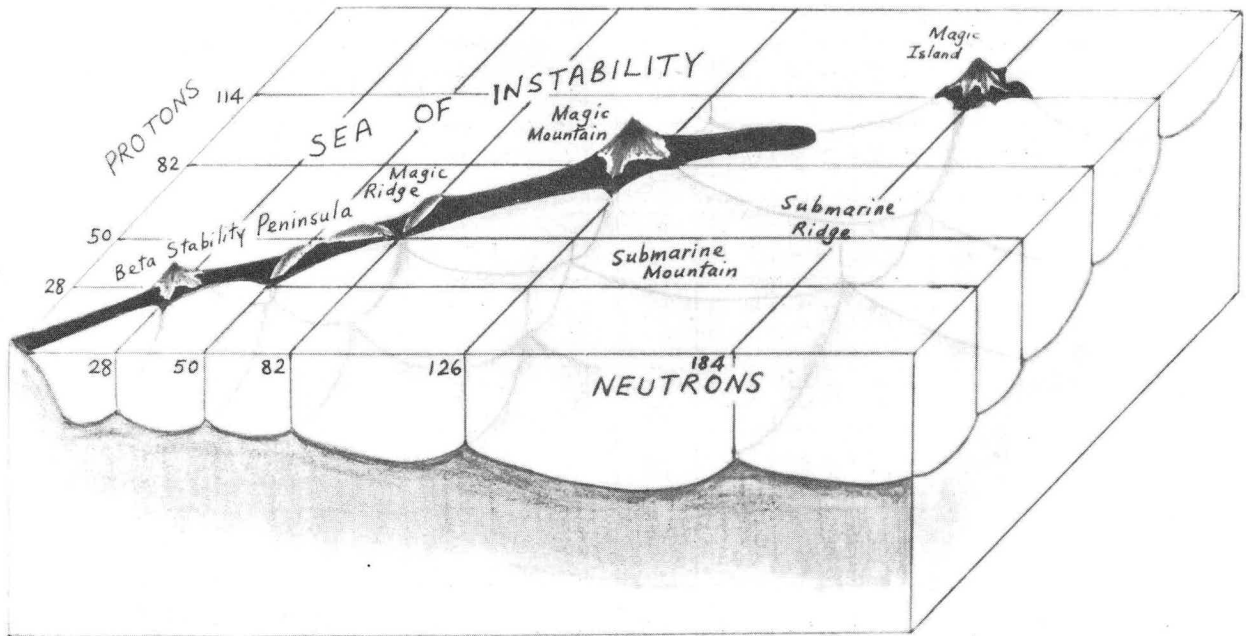 Magic
Island
PROTONS
114
SEA OF INSTABILITY
Magic
Mountain
82
Magic
Ridge
Submarine
Ridge
50
Beta Stability Peninsula
Submarine
Mountain
28
28
50
82
126
184
NEUTRONS